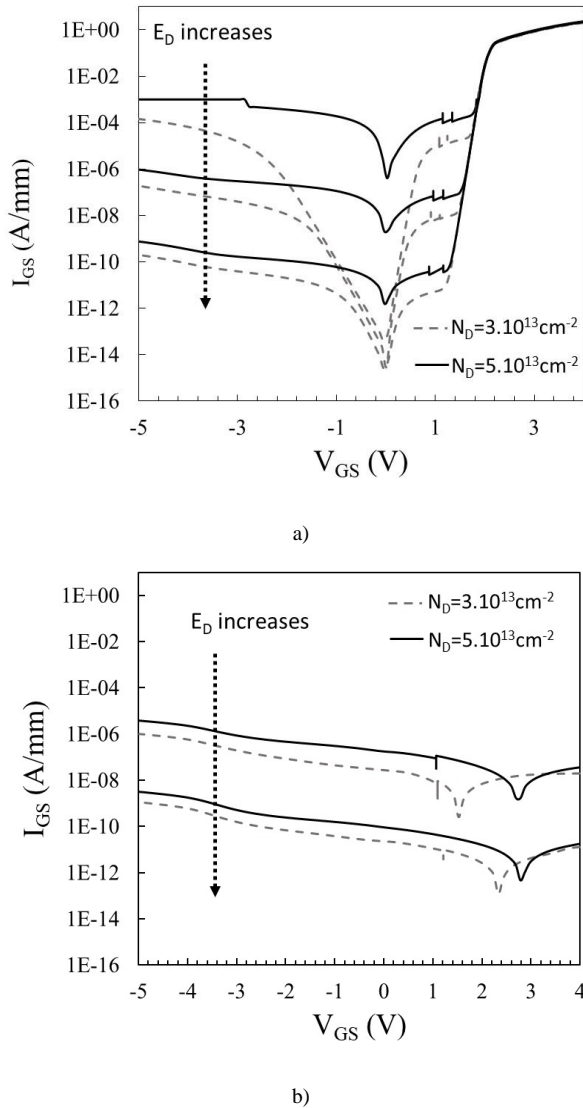 1E+00
1E-02
1E-04
1E-06
1E-08
1E-10
1E-12
1E-14
1E-16
I_GS (A/mm)
E_D increases
N_D=3.10^13cm^-2
N_D=5.10^13cm^-2
-5 -3 -1 1 3
V_GS (V)
a)
1E+00
1E-02
1E-04
1E-06
1E-08
1E-10
1E-12
1E-14
1E-16
I_GS (A/mm)
N_D=3.10^13cm^-2
N_D=5.10^13cm^-2
E_D increases
-5 -4 -3 -2 -1 0 1 2 3 4
V_GS (V)
b)